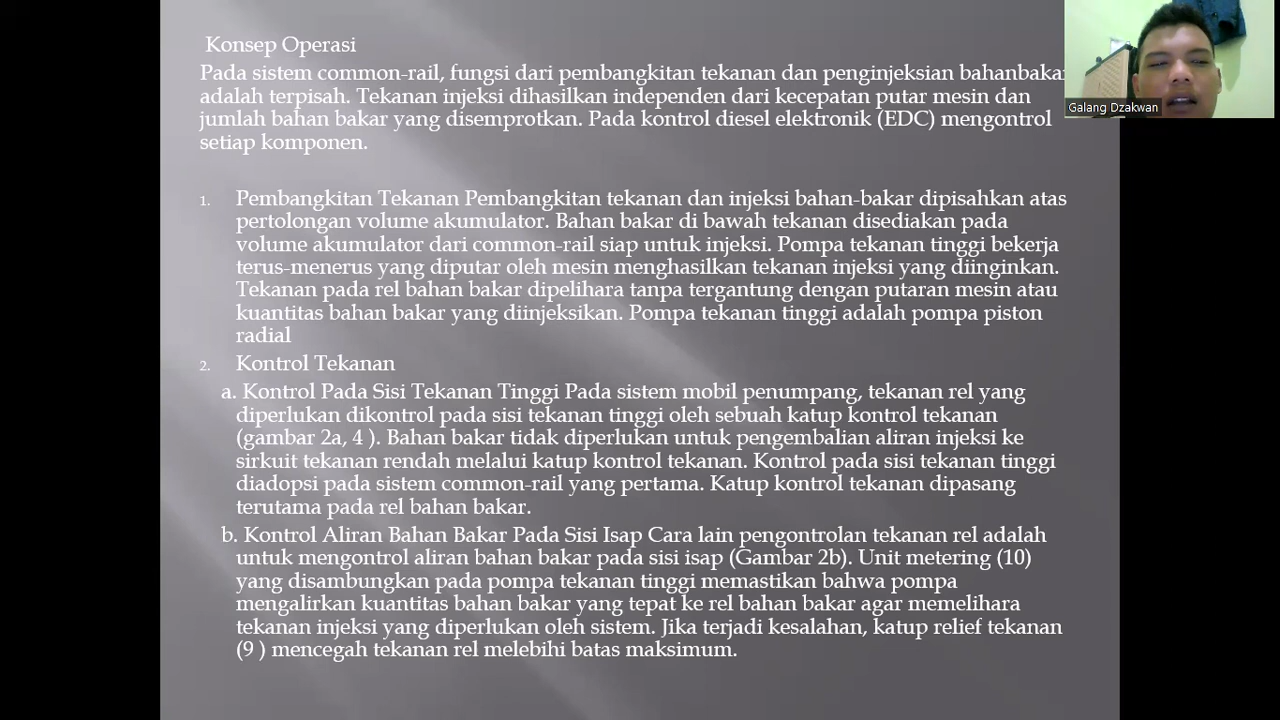 Konsep Operasi
Pada sistem common-rail, fungsi dari pembangkitan tekanan dan penginjeksian bahanbakar
adalah terpisah. Tekanan injeksi dihasilkan independen dari kecepatan putar mesin dan
jumlah bahan bakar yang disemprotkan. Pada kontrol diesel elektronik (EDC) mengontrol
setiap komponen.
1. Pembangkitan Tekanan Pembangkitan tekanan dan injeksi bahan-bakar dipisahkan atas
pertolongan volume akumulator. Bahan bakar di bawah tekanan disediakan pada
volume akumulator dari common-rail siap untuk injeksi. Pompa tekanan tinggi bekerja
terus-menerus yang diputar oleh mesin menghasilkan tekanan injeksi yang diinginkan.
Tekanan pada rel bahan bakar dipelihara tanpa tergantung dengan putaran mesin atau
kuantitas bahan bakar yang diinjeksikan. Pompa tekanan tinggi adalah pompa piston
radial
2. Kontrol Tekanan
a. Kontrol Pada Sisi Tekanan Tinggi Pada sistem mobil penumpang, tekanan rel yang
diperlukan dikontrol pada sisi tekanan tinggi oleh sebuah katup kontrol tekanan
(gambar 2a, 4 ). Bahan bakar tidak diperlukan untuk pengembalian aliran injeksi ke
sirkuit tekanan rendah melalui katup kontrol tekanan. Kontrol pada sisi tekanan tinggi
diadopsi pada sistem common-rail yang pertama. Katup kontrol tekanan dipasang
terutama pada rel bahan bakar.
b. Kontrol Aliran Bahan Bakar Pada Sisi Isap Cara lain pengontrolan tekanan rel adalah
untuk mengontrol aliran bahan bakar pada sisi isap (Gambar 2b). Unit metering (10)
yang disambungkan pada pompa tekanan tinggi memastikan bahwa pompa
mengalirkan kuantitas bahan bakar yang tepat ke rel bahan bakar agar memelihara
tekanan injeksi yang diperlukan oleh sistem. Jika terjadi kesalahan, katup relief tekanan
(9 ) mencegah tekanan rel melebihi batas maksimum.
Galang Dzakwan